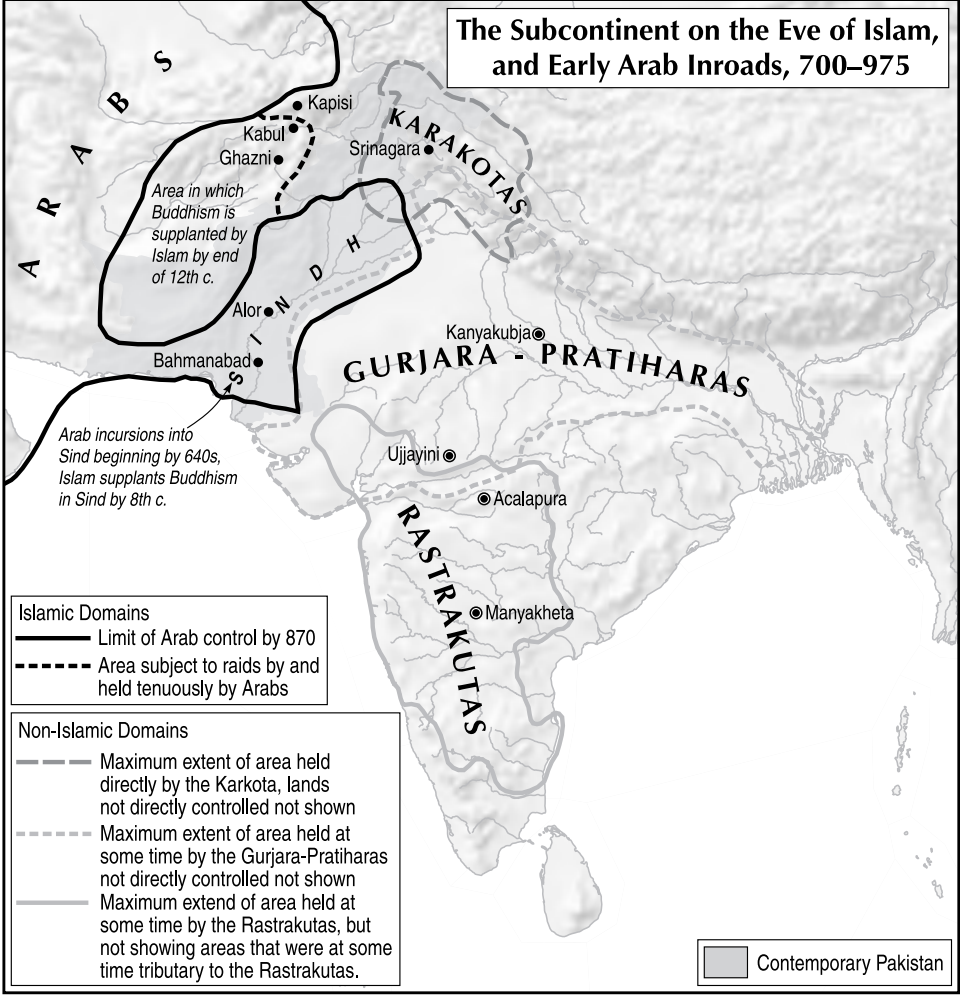 The Subcontinent on the Eve of Islam,
and Early Arab Inroads, 700–975
ARABS
Kapisi
Kabul
Ghazni
KARAKOTAS
Srinagara
Area in which
Buddhism is
supplanted by
Islam by end
of 12th c.
SINDH
Alor
Bahmanabad
Kanyakubja
GURJARA - PRATIHARAS
Arab incursions into
Sind beginning by 640s,
Islam supplants Buddhism
in Sind by 8th c.
Ujjayini
Acalapura
RASTRAKUTAS
Manyakheta
Islamic Domains
Limit of Arab control by 870
Area subject to raids by and
held tenuously by Arabs
Non-Islamic Domains
Maximum extent of area held
directly by the Karkota, lands
not directly controlled not shown
Maximum extent of area held at
some time by the Gurjara-Pratiharas
not directly controlled not shown
Maximum extend of area held at
some time by the Rastrakutas, but
not showing areas that were at some
time tributary to the Rastrakutas.
Contemporary Pakistan